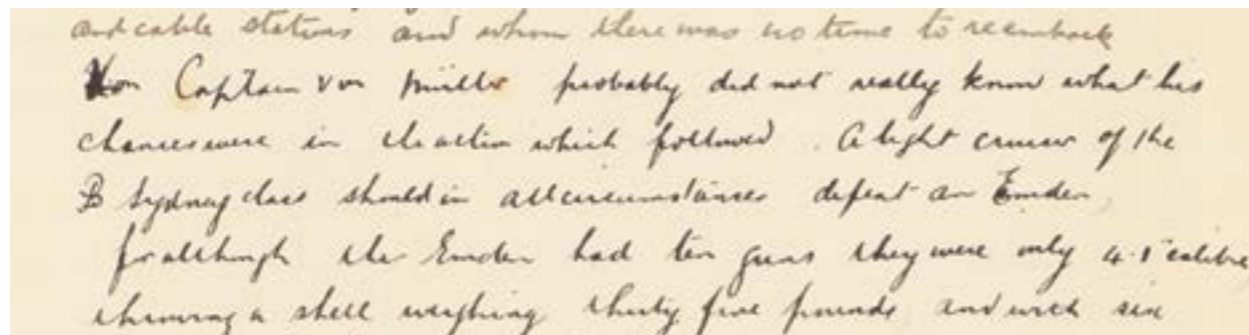 and cable stations and whom there was no time to reembark
Captain von Müller probably did not really know what his
chances were in the action which followed. A light cruiser of the
Sydney class should in all circumstances defeat an Emden,
for although the Emden had ten guns they were only 4.1" calibre
throwing a shell weighing thirty five pounds and with six